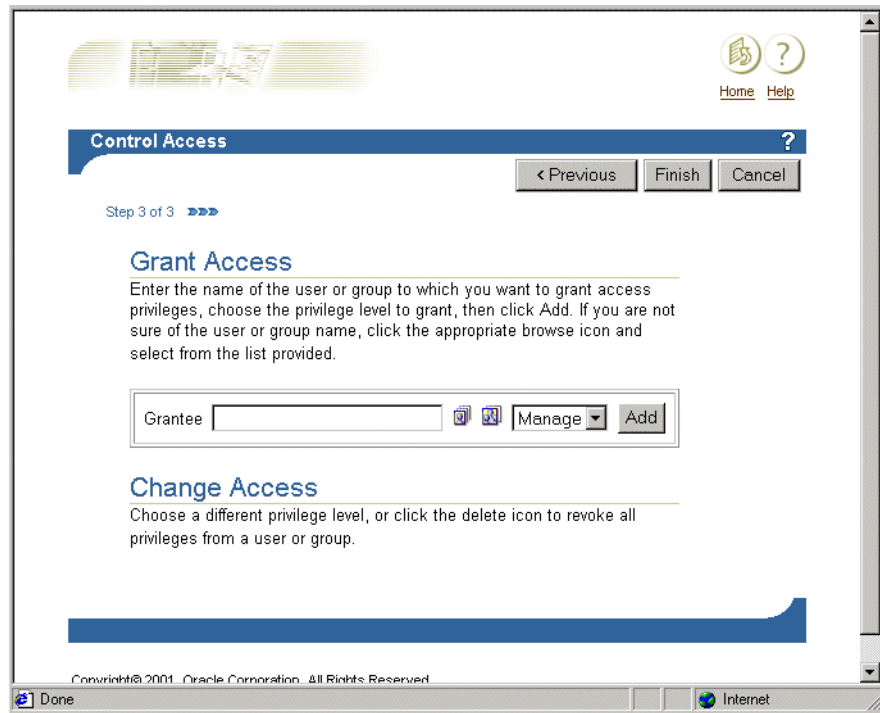 Home Help
Control Access
?
< Previous Finish Cancel
Step 3 of 3
Grant Access
Enter the name of the user or group to which you want to grant access
privileges, choose the privilege level to grant, then click Add. If you are not
sure of the user or group name, click the appropriate browse icon and
select from the list provided.
Grantee Manage Add
Change Access
Choose a different privilege level, or click the delete icon to revoke all
privileges from a user or group.
Copyright© 2001, Oracle Corporation. All Rights Reserved.
Done Internet